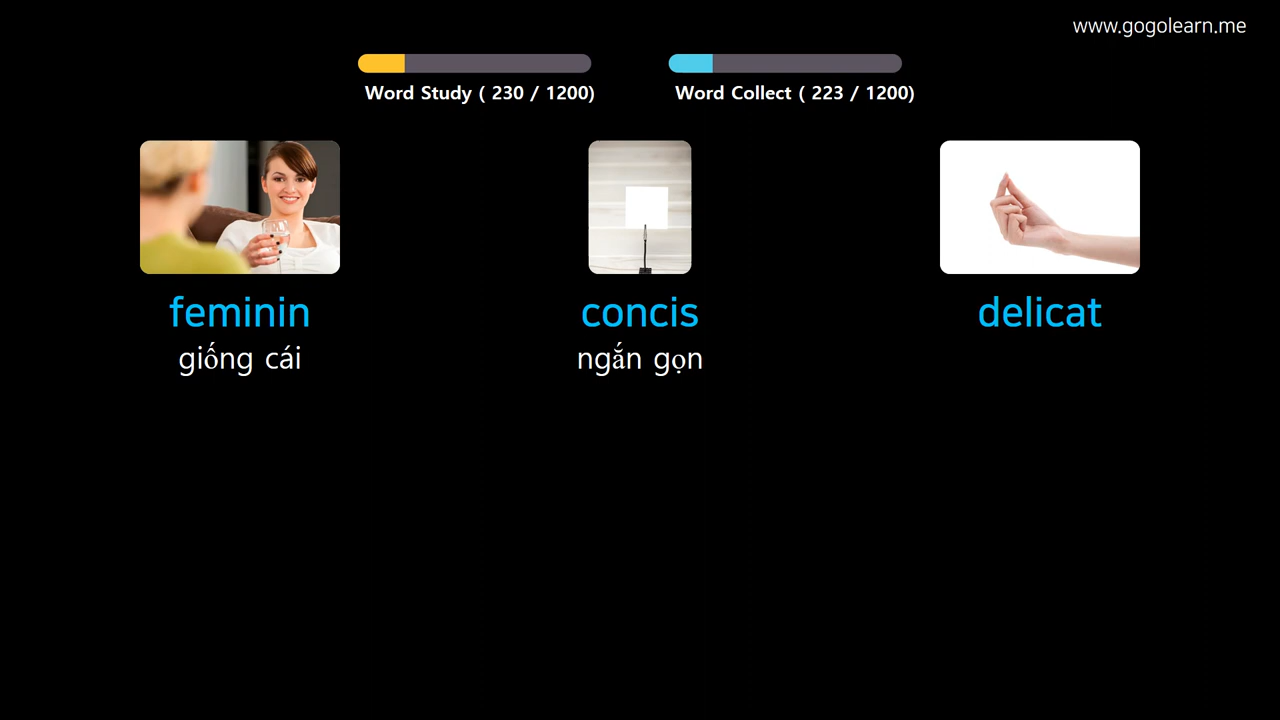 www.gogolearn.me
Word Study ( 230 / 1200)
Word Collect ( 223 / 1200)
feminin
concis
delicat
giống cái
ngắn gọn